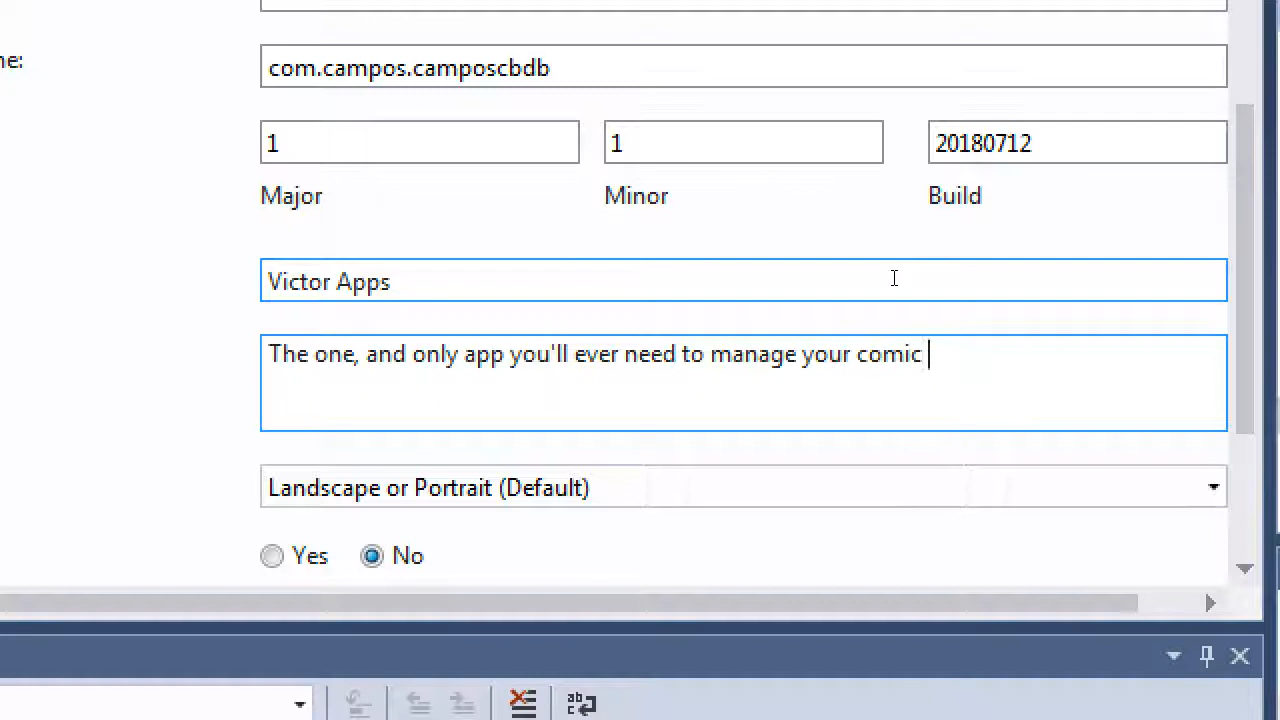 ne:
com.campos.camposcbdb
1 1 20180712
Major Minor Build
Victor Apps
The one, and only app you'll ever need to manage your comic
Landscape or Portrait (Default)
Yes No
ab
c